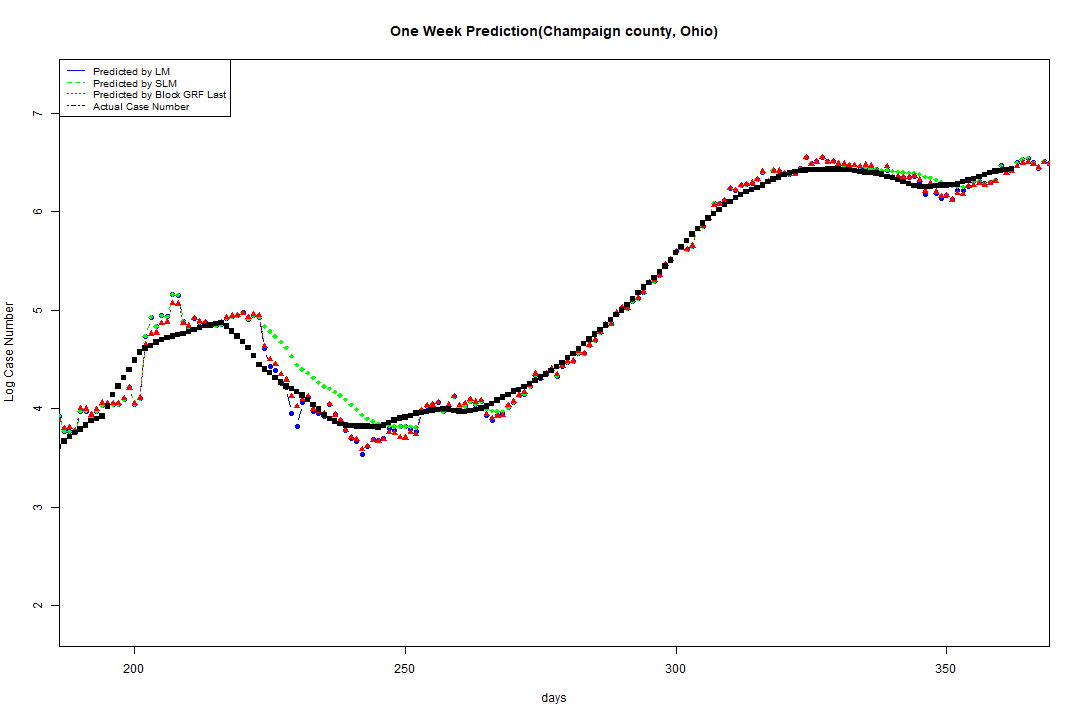 One Week Prediction(Champaign county, Ohio)
Predicted by LM
Predicted by SLM
Predicted by Block GRF Last
Actual Case Number
7
6
5
4
3
2
Log Case Number
200 250 300 350
days